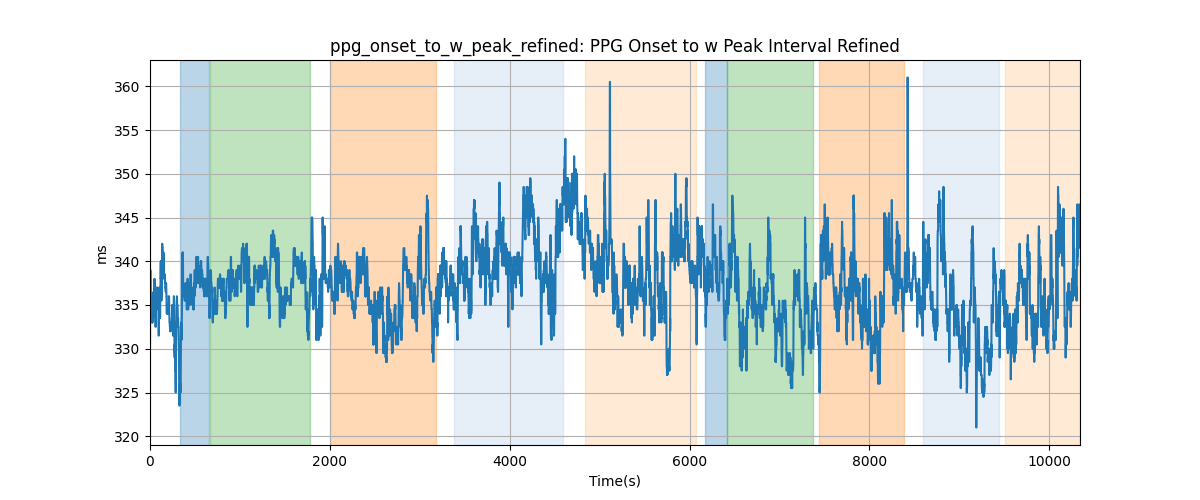 ppg_onset_to_w_peak_refined: PPG Onset to w Peak Interval Refined
360
355
350
345
340
335
330
325
320
ms
0 2000 4000 6000 8000 10000
Time(s)